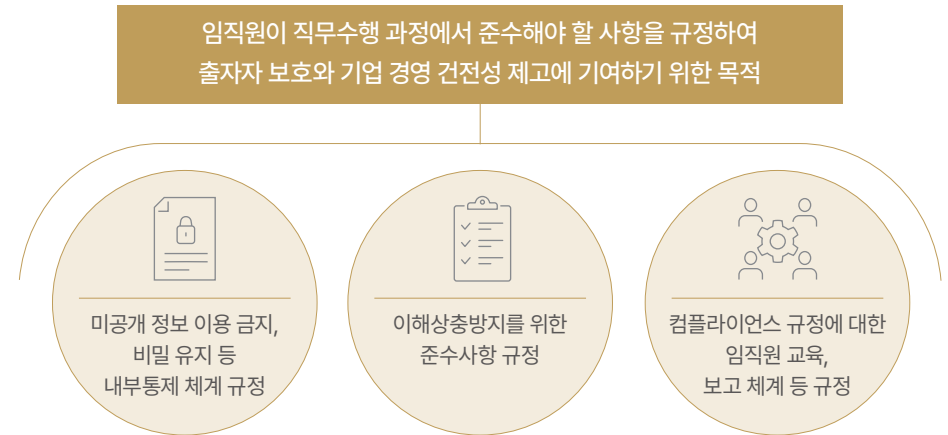 임직원이 직무수행 과정에서 준수해야 할 사항을 규정하여
출자자 보호와 기업 경영 건전성 제고에 기여하기 위한 목적
미공개 정보 이용 금지,
비밀 유지 등
내부통제 체계 규정
이해상충방지를 위한
준수사항 규정
컴플라이언스 규정에 대한
임직원 교육,
보고 체계 등 규정